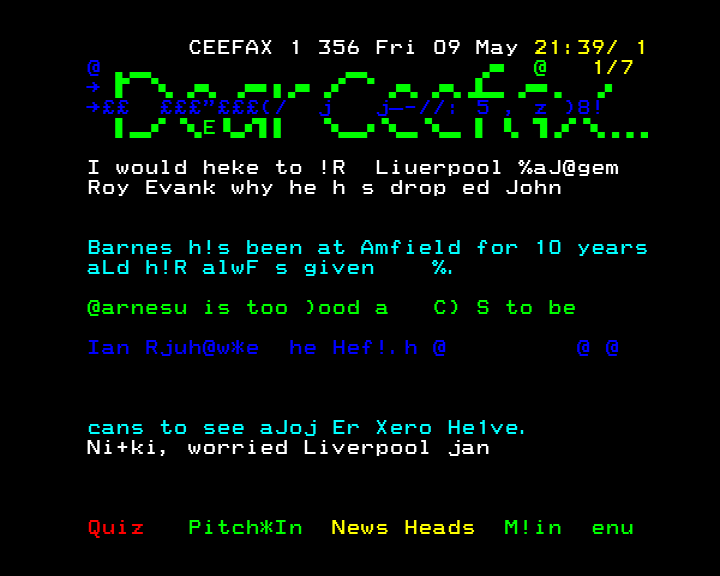 CEEFAX 1 356 Fri 09 May 21:39/ 1
@ @ 1/7
Dear Ceefax...
→££ £££"£££(/ j j—-//: 5 , z )8!
E
I would heke to !R Liuerpool %aJ@gem
Roy Evank why he h s drop ed John
Barnes h!s been at Amfield for 10 years
aLd h!R alwF s given %.
@arnesu is too )ood a C) S to be
Ian Rjuh@w*e he Hef!.h @ @ @
cans to see aJoj Er Xero He1ve.
Ni+ki, worried Liverpool jan
Quiz Pitch*In News Heads M!in enu